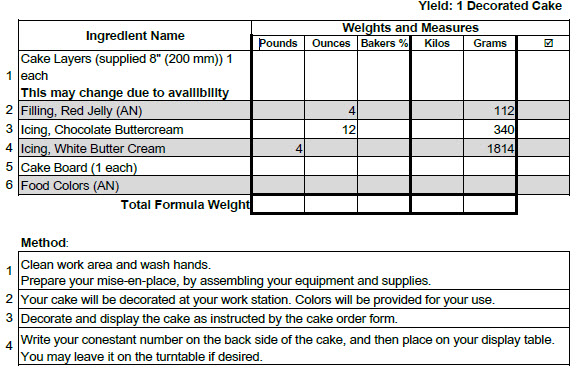 Yield: 1 Decorated Cake
Ingredient Name
Weights and Measures
Pounds Ounces Bakers % Kilos Grams ☑
1 Cake Layers (supplied 8" (200 mm)) 1
each
This may change due to availibility
2 Filling, Red Jelly (AN) 4 112
3 Icing, Chocolate Buttercream 12 340
4 Icing, White Butter Cream 4 1814
5 Cake Board (1 each)
6 Food Colors (AN)
Total Formula Weight
Method:
1 Clean work area and wash hands.
Prepare your mise-en-place, by assembling your equipment and supplies.
2 Your cake will be decorated at your work station. Colors will be provided for your use.
3 Decorate and display the cake as instructed by the cake order form.
4 Write your conestant number on the back side of the cake, and then place on your display table.
You may leave it on the turntable if desired.